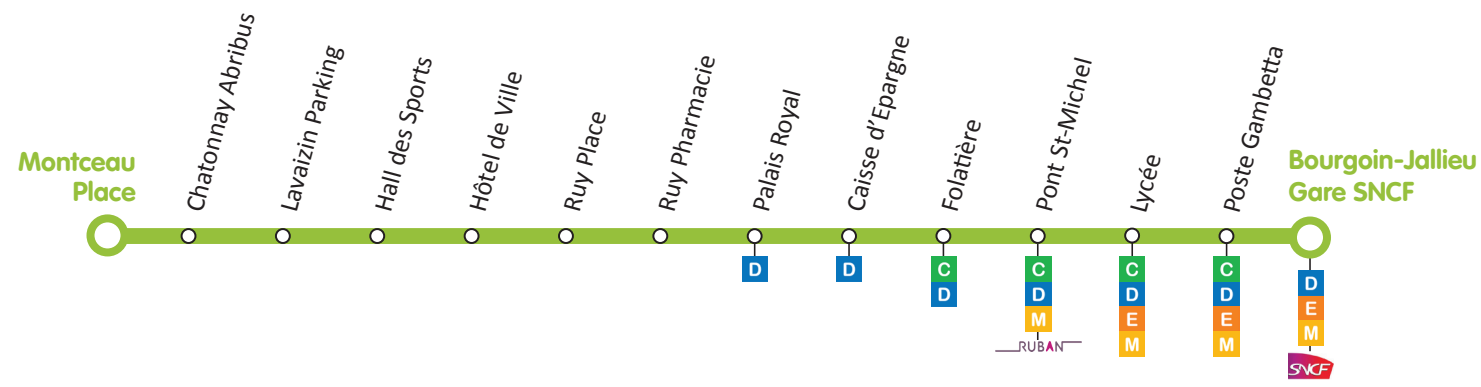 Montceau
Place
Chatonnay Abribus
Lavaizin Parking
Hall des Sports
Hôtel de Ville
Ruy Place
Ruy Pharmacie
Palais Royal
Caisse d'Epargne
Folatière
Pont St-Michel
Lycée
Poste Gambetta
Bourgoin-Jallieu
Gare SNCF
D
D
C
D
C
D
M
RUBAN
C
D
E
M
C
D
E
M
D
E
M
SNCF